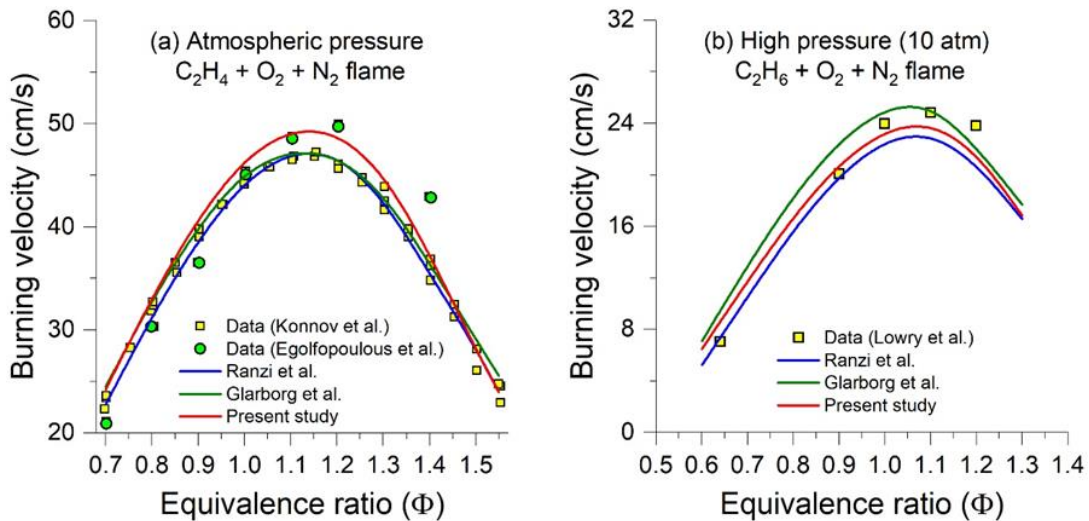 (a) Atmospheric pressure
C₂H₄ + O₂ + N₂ flame
Burning velocity (cm/s)
60
50
40
30
20
Data (Konnov et al.)
Data (Egolfopoulous et al.)
Ranzi et al.
Glarborg et al.
Present study
0.7 0.8 0.9 1.0 1.1 1.2 1.3 1.4 1.5
Equivalence ratio (Φ)
(b) High pressure (10 atm)
C₂H₆ + O₂ + N₂ flame
Burning velocity (cm/s)
32
24
16
8
0
Data (Lowry et al.)
Ranzi et al.
Glarborg et al.
Present study
0.5 0.6 0.7 0.8 0.9 1.0 1.1 1.2 1.3 1.4
Equivalence ratio (Φ)